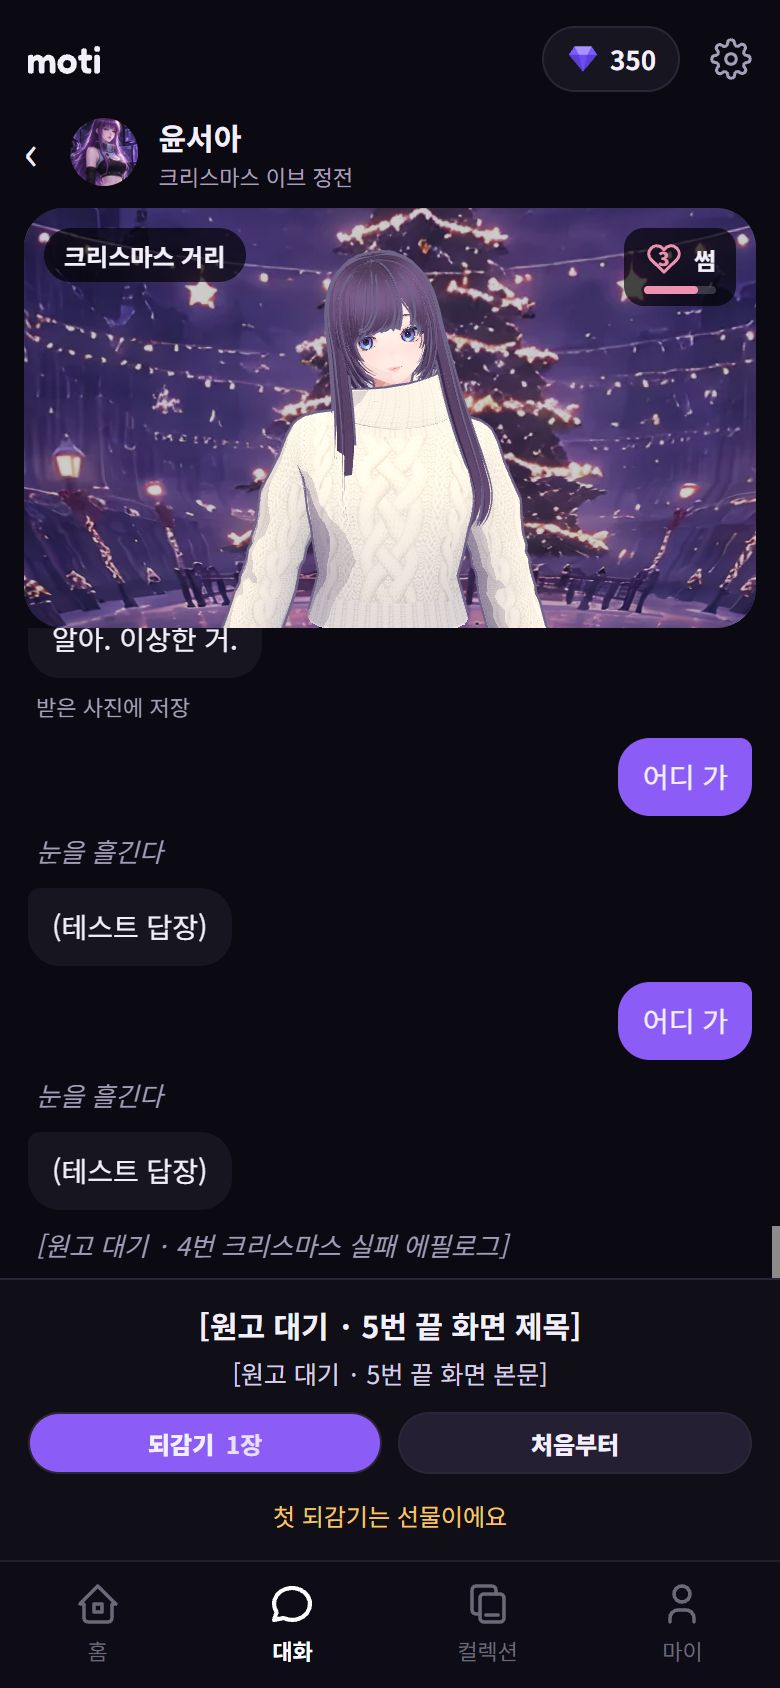 moti
350
윤서아
크리스마스 이브 정전
크리스마스 거리
3 썸
알아. 이상한 거.
받은 사진에 저장
어디 가
눈을 흘긴다
(테스트 답장)
어디 가
눈을 흘긴다
(테스트 답장)
[원고 대기 · 4번 크리스마스 실패 에필로그]
[원고 대기 · 5번 끝 화면 제목]
[원고 대기 · 5번 끝 화면 본문]
되감기 1장
처음부터
첫 되감기는 선물이에요
홈
대화
컬렉션
마이